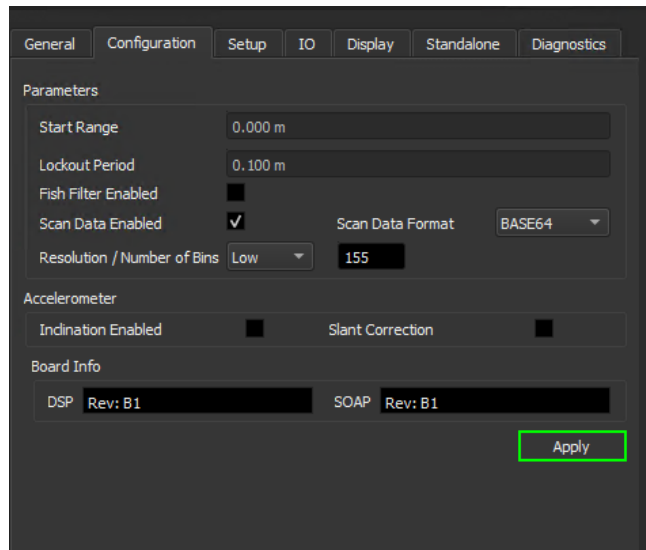 General Configuration Setup IO Display Standalone Diagnostics
Parameters
Start Range 0.000 m
Lockout Period 0.100 m
Fish Filter Enabled
Scan Data Enabled Scan Data Format BASE64
Resolution / Number of Bins Low 155
Accelerometer
Inclination Enabled Slant Correction
Board Info
DSP Rev: B1 SOAP Rev: B1
Apply